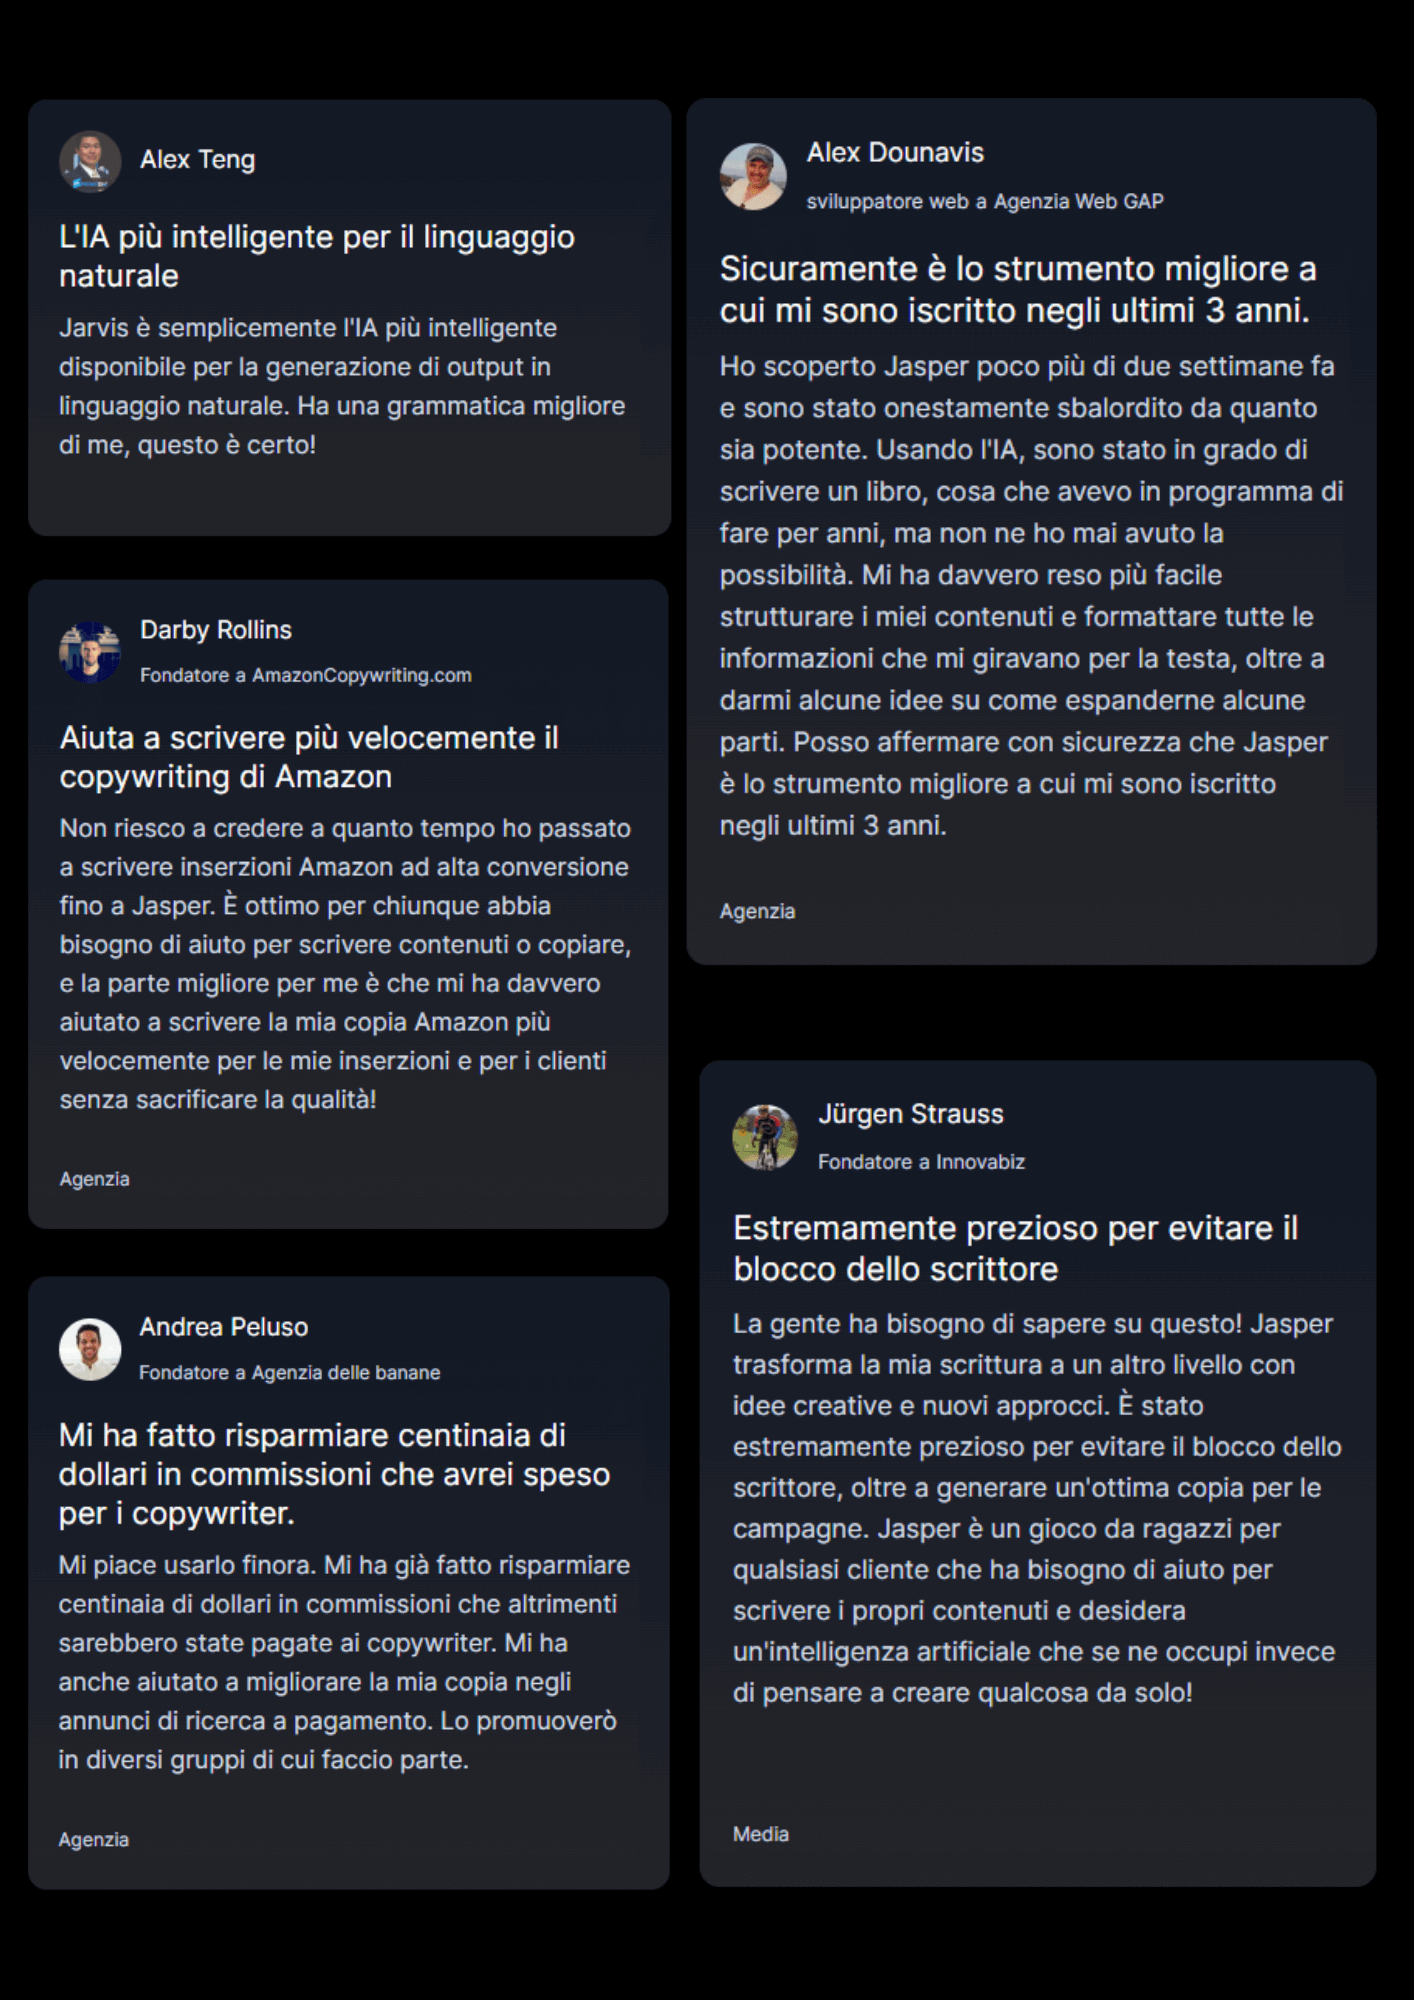 Alex Teng
L'IA più intelligente per il linguaggio
naturale
Jarvis è semplicemente l'IA più intelligente
disponibile per la generazione di output in
linguaggio naturale. Ha una grammatica migliore
di me, questo è certo!
Darby Rollins
Fondatore a AmazonCopywriting.com
Aiuta a scrivere più velocemente il
copywriting di Amazon
Non riesco a credere a quanto tempo ho passato
a scrivere inserzioni Amazon ad alta conversione
fino a Jasper. È ottimo per chiunque abbia
bisogno di aiuto per scrivere contenuti o copiare,
e la parte migliore per me è che mi ha davvero
aiutato a scrivere la mia copia Amazon più
velocemente per le mie inserzioni e per i clienti
senza sacrificare la qualità!
Agenzia
Andrea Peluso
Fondatore a Agenzia delle banane
Mi ha fatto risparmiare centinaia di
dollari in commissioni che avrei speso
per i copywriter.
Mi piace usarlo finora. Mi ha già fatto risparmiare
centinaia di dollari in commissioni che altrimenti
sarebbero state pagate ai copywriter. Mi ha
anche aiutato a migliorare la mia copia negli
annunci di ricerca a pagamento. Lo promuoverò
in diversi gruppi di cui faccio parte.
Agenzia
Alex Dounavis
sviluppatore web a Agenzia Web GAP
Sicuramente è lo strumento migliore a
cui mi sono iscritto negli ultimi 3 anni.
Ho scoperto Jasper poco più di due settimane fa
e sono stato onestamente sbalordito da quanto
sia potente. Usando l'IA, sono stato in grado di
scrivere un libro, cosa che avevo in programma di
fare per anni, ma non ne ho mai avuto la
possibilità. Mi ha davvero reso più facile
strutturare i miei contenuti e formattare tutte le
informazioni che mi giravano per la testa, oltre a
darmi alcune idee su come espanderne alcune
parti. Posso affermare con sicurezza che Jasper
è lo strumento migliore a cui mi sono iscritto
negli ultimi 3 anni.
Agenzia
Jürgen Strauss
Fondatore a Innovabiz
Estremamente prezioso per evitare il
blocco dello scrittore
La gente ha bisogno di sapere su questo! Jasper
trasforma la mia scrittura a un altro livello con
idee creative e nuovi approcci. È stato
estremamente prezioso per evitare il blocco dello
scrittore, oltre a generare un'ottima copia per le
campagne. Jasper è un gioco da ragazzi per
qualsiasi cliente che ha bisogno di aiuto per
scrivere i propri contenuti e desidera
un'intelligenza artificiale che se ne occupi invece
di pensare a creare qualcosa da solo!
Media